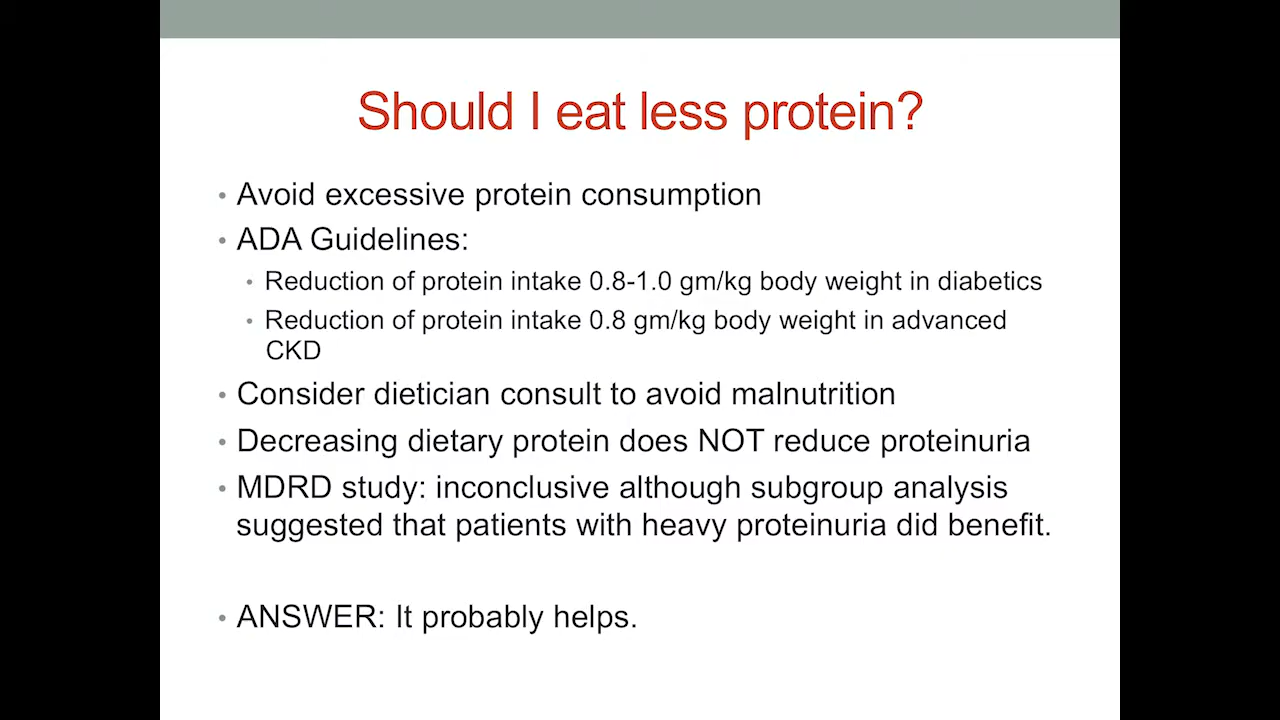 Should I eat less protein?
• Avoid excessive protein consumption
• ADA Guidelines:
• Reduction of protein intake 0.8-1.0 gm/kg body weight in diabetics
• Reduction of protein intake 0.8 gm/kg body weight in advanced
CKD
• Consider dietician consult to avoid malnutrition
• Decreasing dietary protein does NOT reduce proteinuria
• MDRD study: inconclusive although subgroup analysis
suggested that patients with heavy proteinuria did benefit.
• ANSWER: It probably helps.